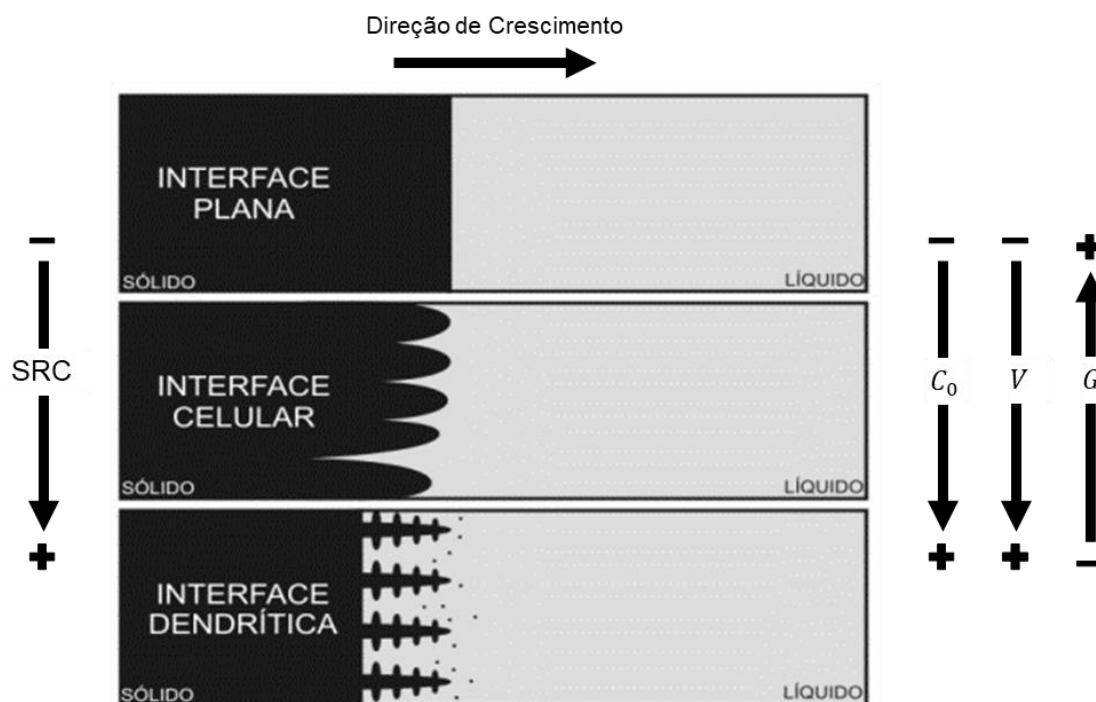 Direção de Crescimento
INTERFACE
PLANA
SÓLIDO
LÍQUIDO
SRC
INTERFACE
CELULAR
SÓLIDO
LÍQUIDO
C₀
V
G
INTERFACE
DENDRÍTICA
SÓLIDO
LÍQUIDO